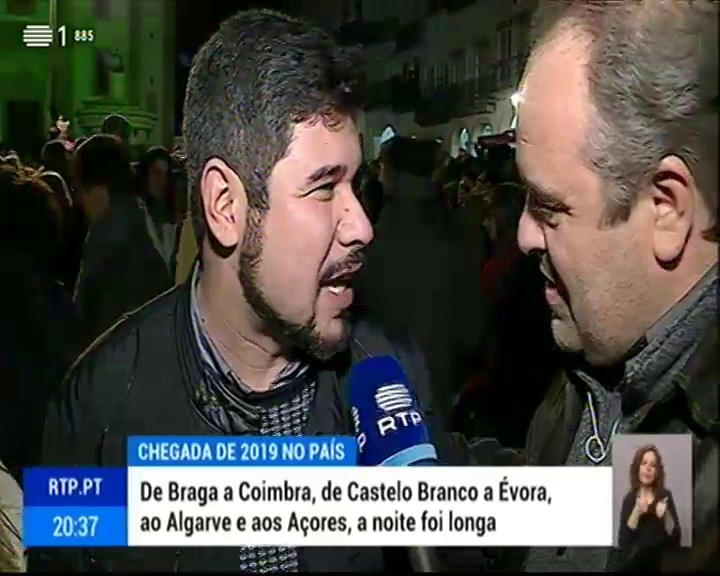 1 885
RTP
CHEGADA DE 2019 NO PAÍS
RTP.PT
De Braga a Coimbra, de Castelo Branco a Évora,
20:37
ao Algarve e aos Açores, a noite foi longa